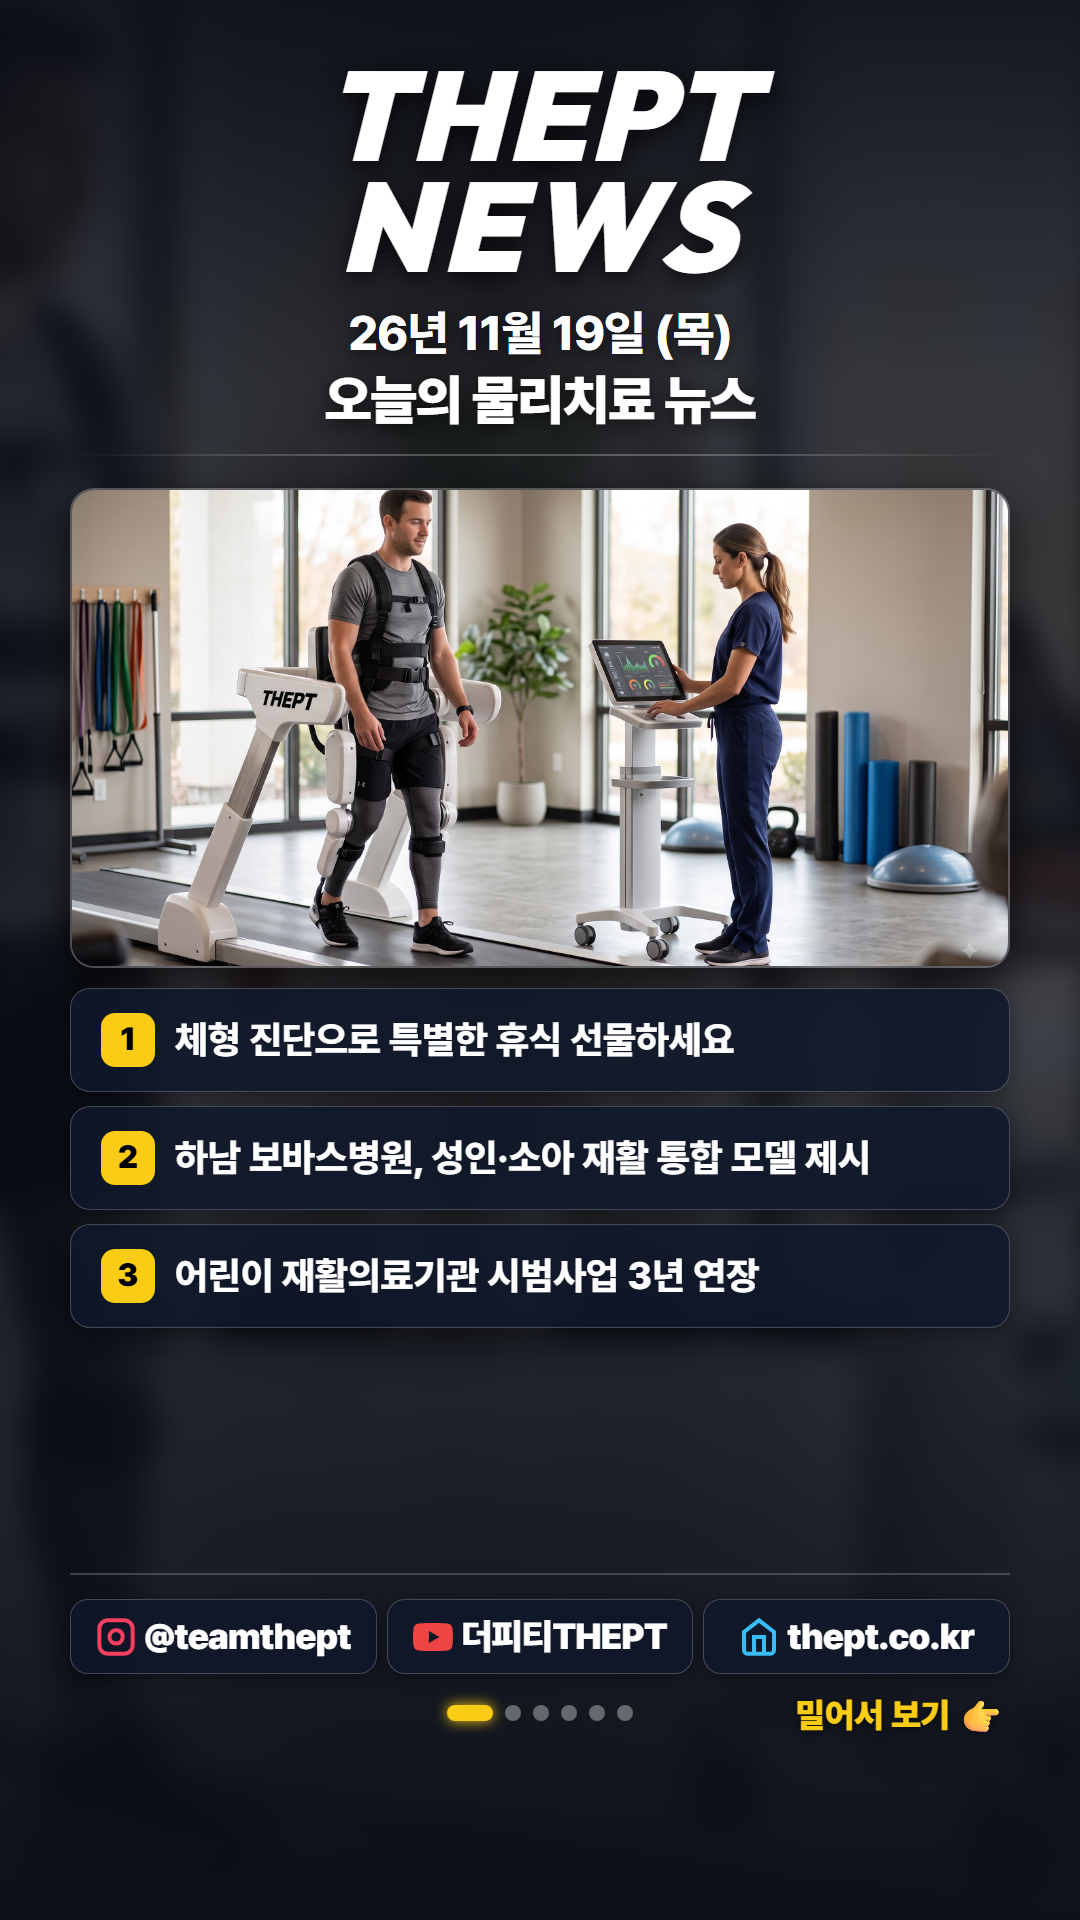 THEPT
NEWS
26년 11월 19일 (목)
오늘의 물리치료 뉴스
THEPT
1 체형 진단으로 특별한 휴식 선물하세요
2 하남 보바스병원, 성인·소아 재활 통합 모델 제시
3 어린이 재활의료기관 시범사업 3년 연장
@teamthept 더피티THEPT thept.co.kr
밀어서 보기 👉